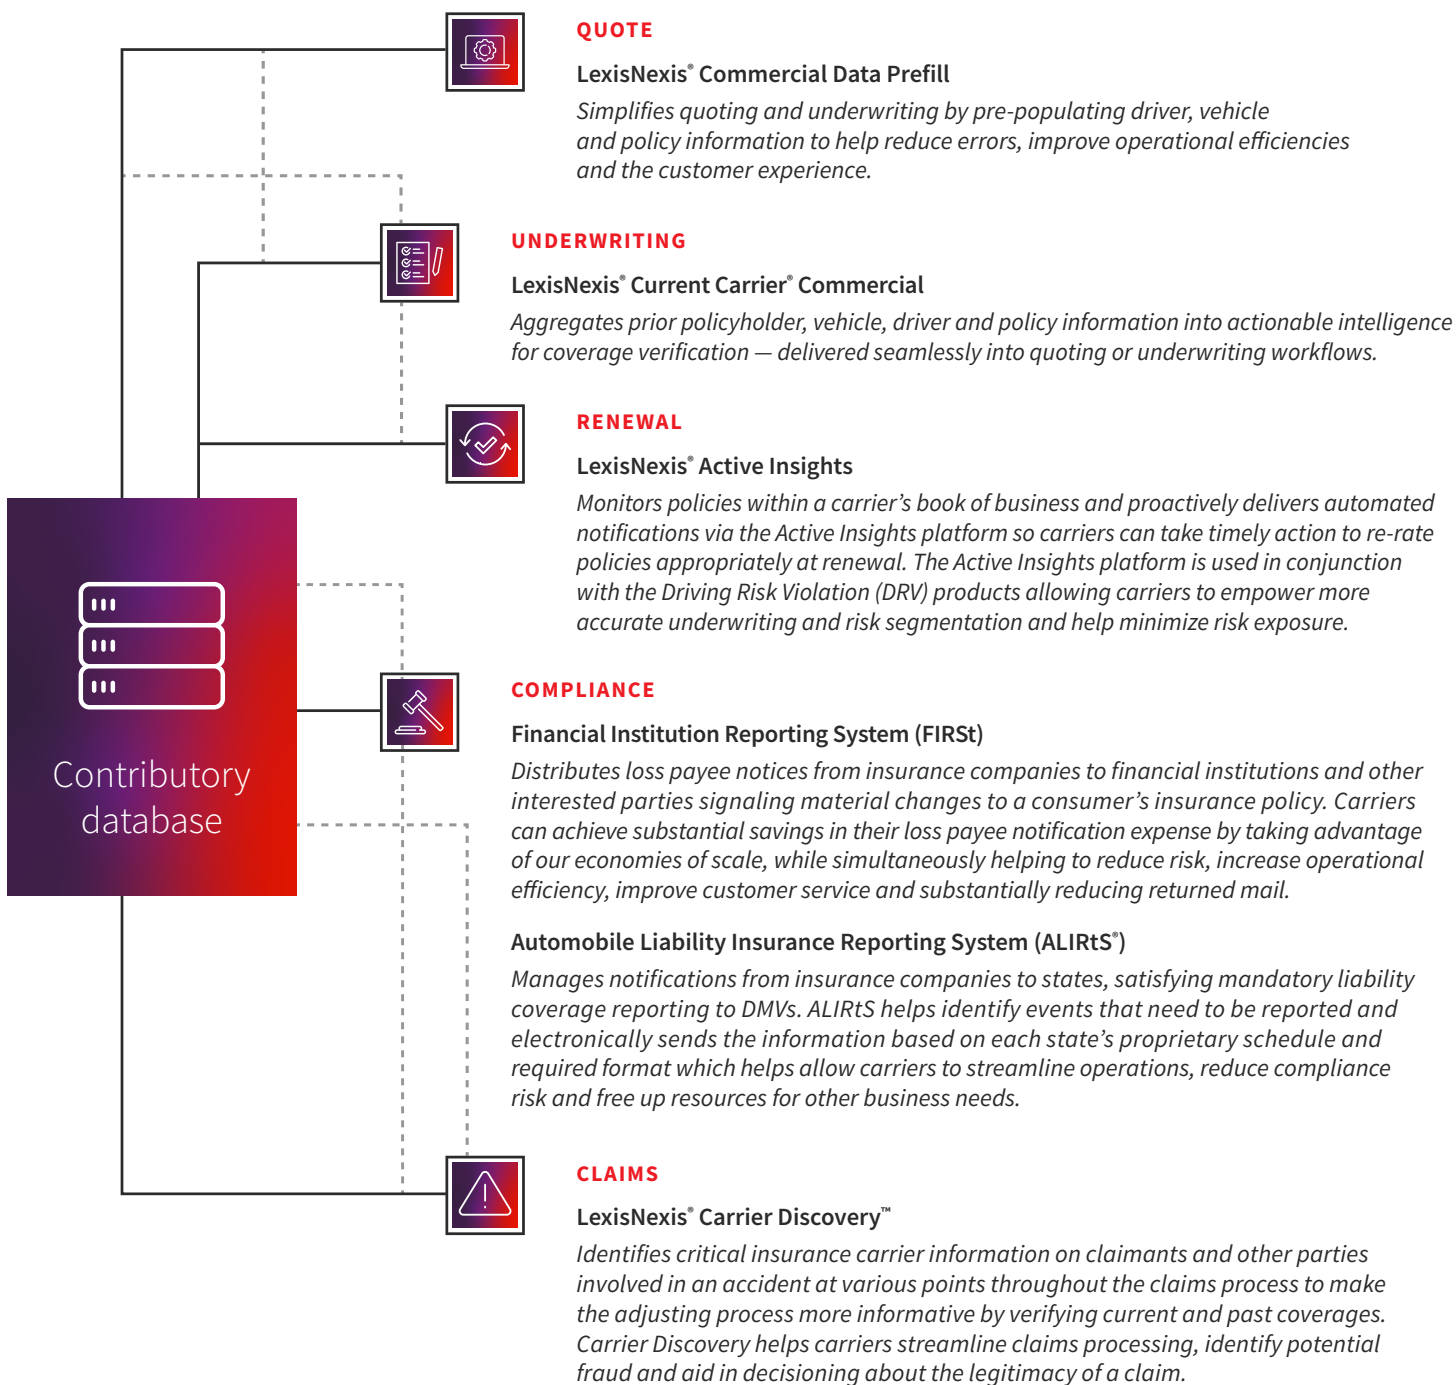 QUOTE
LexisNexis® Commercial Data Prefill
Simplifies quoting and underwriting by pre-populating driver, vehicle
and policy information to help reduce errors, improve operational efficiencies
and the customer experience.
UNDERWRITING
LexisNexis® Current Carrier® Commercial
Aggregates prior policyholder, vehicle, driver and policy information into actionable intelligence
for coverage verification — delivered seamlessly into quoting or underwriting workflows.
RENEWAL
LexisNexis® Active Insights
Monitors policies within a carrier’s book of business and proactively delivers automated
notifications via the Active Insights platform so carriers can take timely action to re-rate
policies appropriately at renewal. The Active Insights platform is used in conjunction
with the Driving Risk Violation (DRV) products allowing carriers to empower more
accurate underwriting and risk segmentation and help minimize risk exposure.
Contributory
database
COMPLIANCE
Financial Institution Reporting System (FIRSt)
Distributes loss payee notices from insurance companies to financial institutions and other
interested parties signaling material changes to a consumer’s insurance policy. Carriers
can achieve substantial savings in their loss payee notification expense by taking advantage
of our economies of scale, while simultaneously helping to reduce risk, increase operational
efficiency, improve customer service and substantially reducing returned mail.
Automobile Liability Insurance Reporting System (ALIRtS®)
Manages notifications from insurance companies to states, satisfying mandatory liability
coverage reporting to DMVs. ALIRtS helps identify events that need to be reported and
electronically sends the information based on each state’s proprietary schedule and
required format which helps allow carriers to streamline operations, reduce compliance
risk and free up resources for other business needs.
CLAIMS
LexisNexis® Carrier Discovery™
Identifies critical insurance carrier information on claimants and other parties
involved in an accident at various points throughout the claims process to make
the adjusting process more informative by verifying current and past coverages.
Carrier Discovery helps carriers streamline claims processing, identify potential
fraud and aid in decisioning about the legitimacy of a claim.